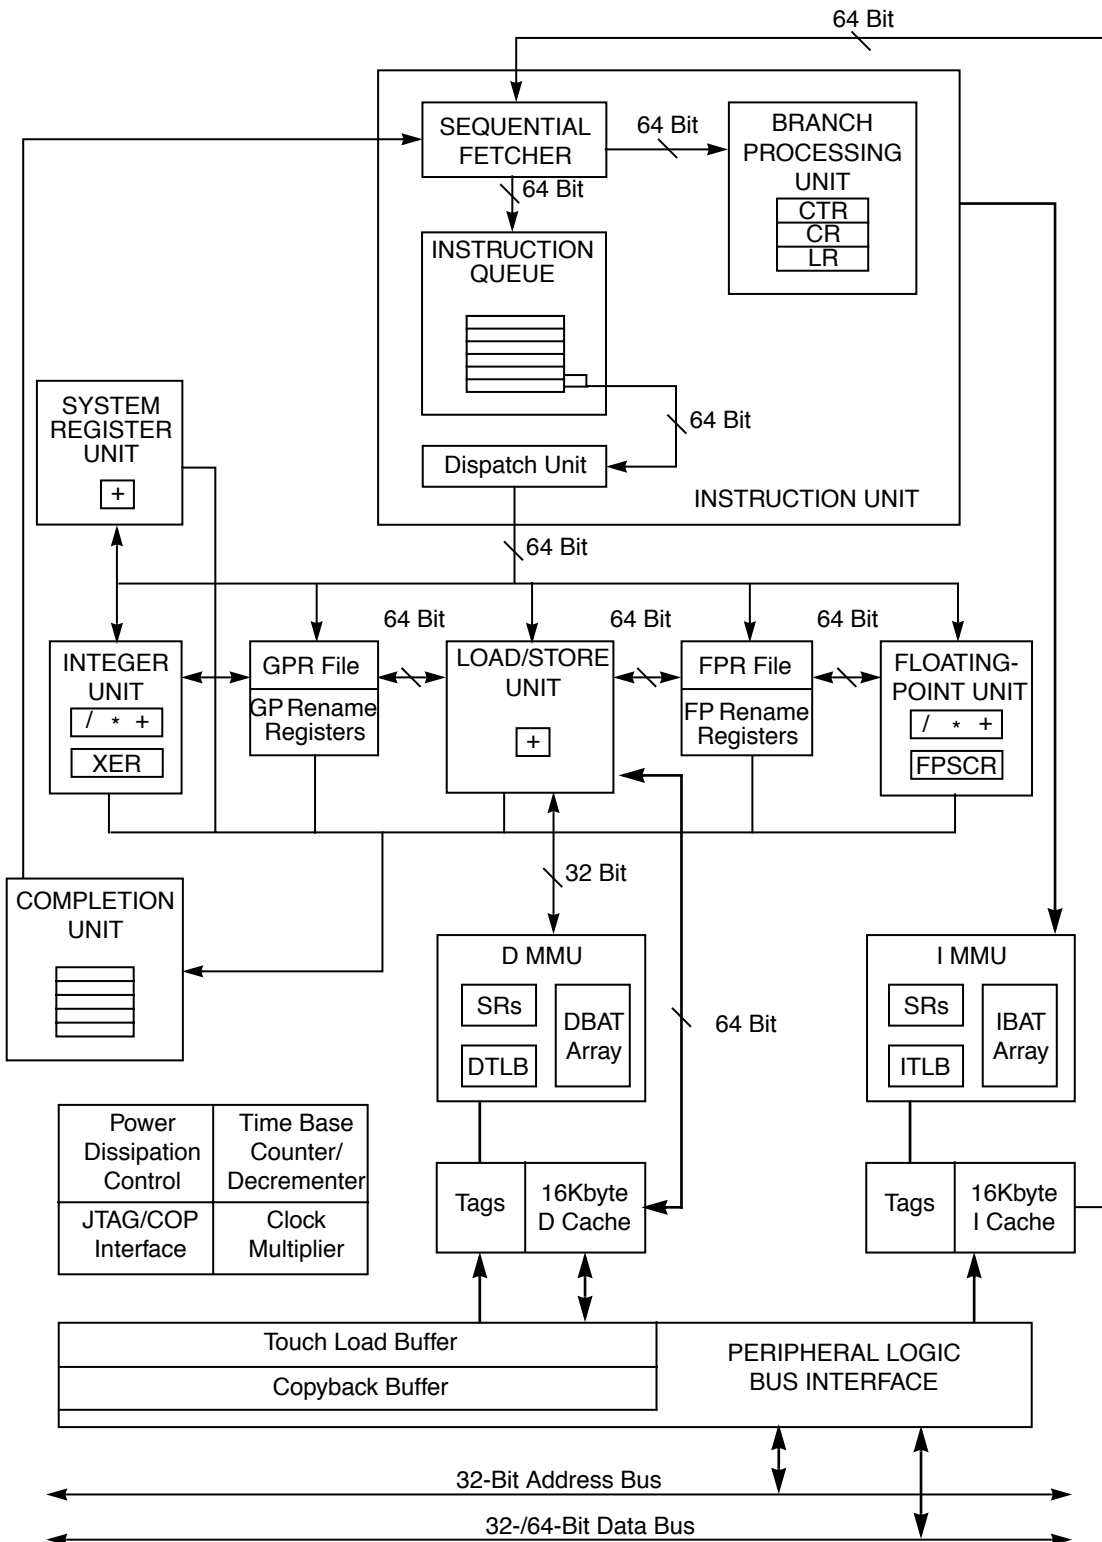 64 Bit
SEQUENTIAL
FETCHER
64 Bit
BRANCH
PROCESSING
UNIT
CTR
CR
LR
64 Bit
INSTRUCTION
QUEUE
64 Bit
Dispatch Unit
INSTRUCTION UNIT
SYSTEM
REGISTER
UNIT
+
64 Bit
64 Bit
64 Bit
64 Bit
INTEGER
UNIT
/ * +
XER
GPR File
GP Rename
Registers
LOAD/STORE
UNIT
+
FPR File
FP Rename
Registers
FLOATING-
POINT UNIT
/ * +
FPSCR
32 Bit
COMPLETION
UNIT
D MMU
SRs
DTLB
DBAT
Array
64 Bit
I MMU
SRs
ITLB
IBAT
Array
Power
Dissipation
Control
Time Base
Counter/
Decrementer
JTAG/COP
Interface
Clock
Multiplier
Tags
16Kbyte
D Cache
Tags
16Kbyte
I Cache
Touch Load Buffer
Copyback Buffer
PERIPHERAL LOGIC
BUS INTERFACE
32-Bit Address Bus
32-/64-Bit Data Bus